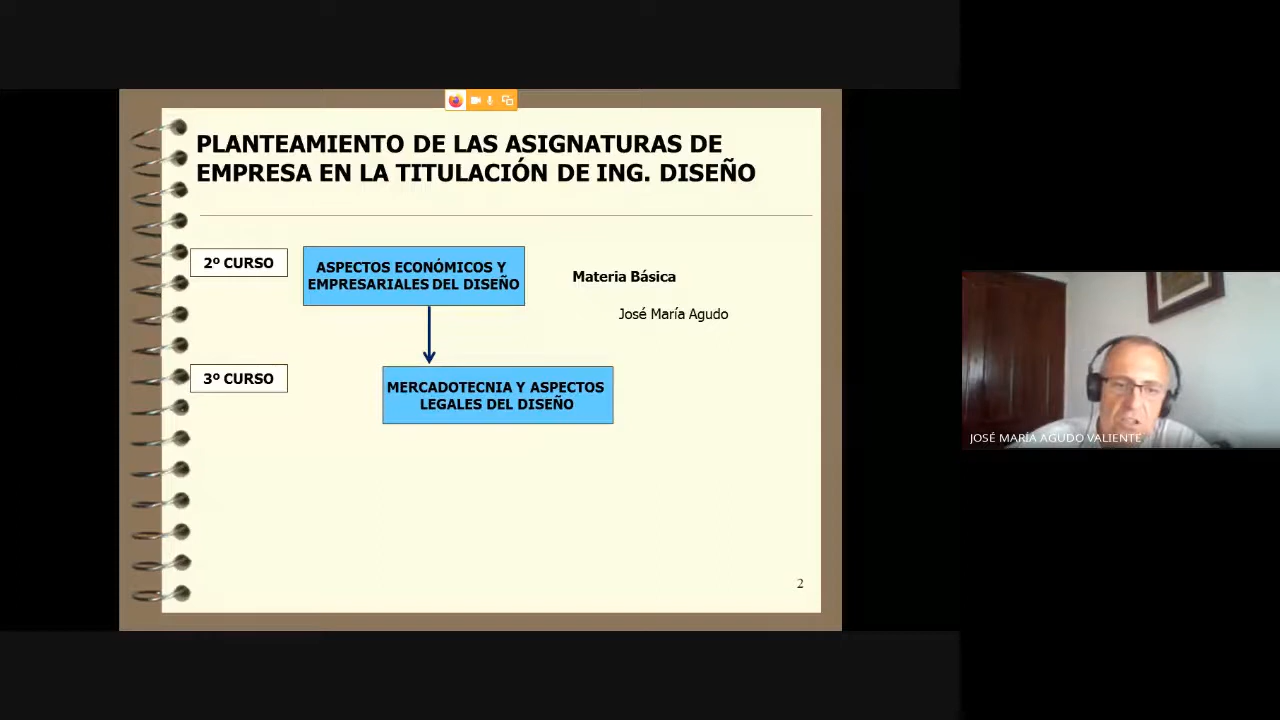 PLANTEAMIENTO DE LAS ASIGNATURAS DE
EMPRESA EN LA TITULACIÓN DE ING. DISEÑO
2º CURSO
ASPECTOS ECONÓMICOS Y
EMPRESARIALES DEL DISEÑO
Materia Básica
José María Agudo
3º CURSO
MERCADOTECNIA Y ASPECTOS
LEGALES DEL DISEÑO
2
JOSÉ MARÍA AGUDO VALIENTE